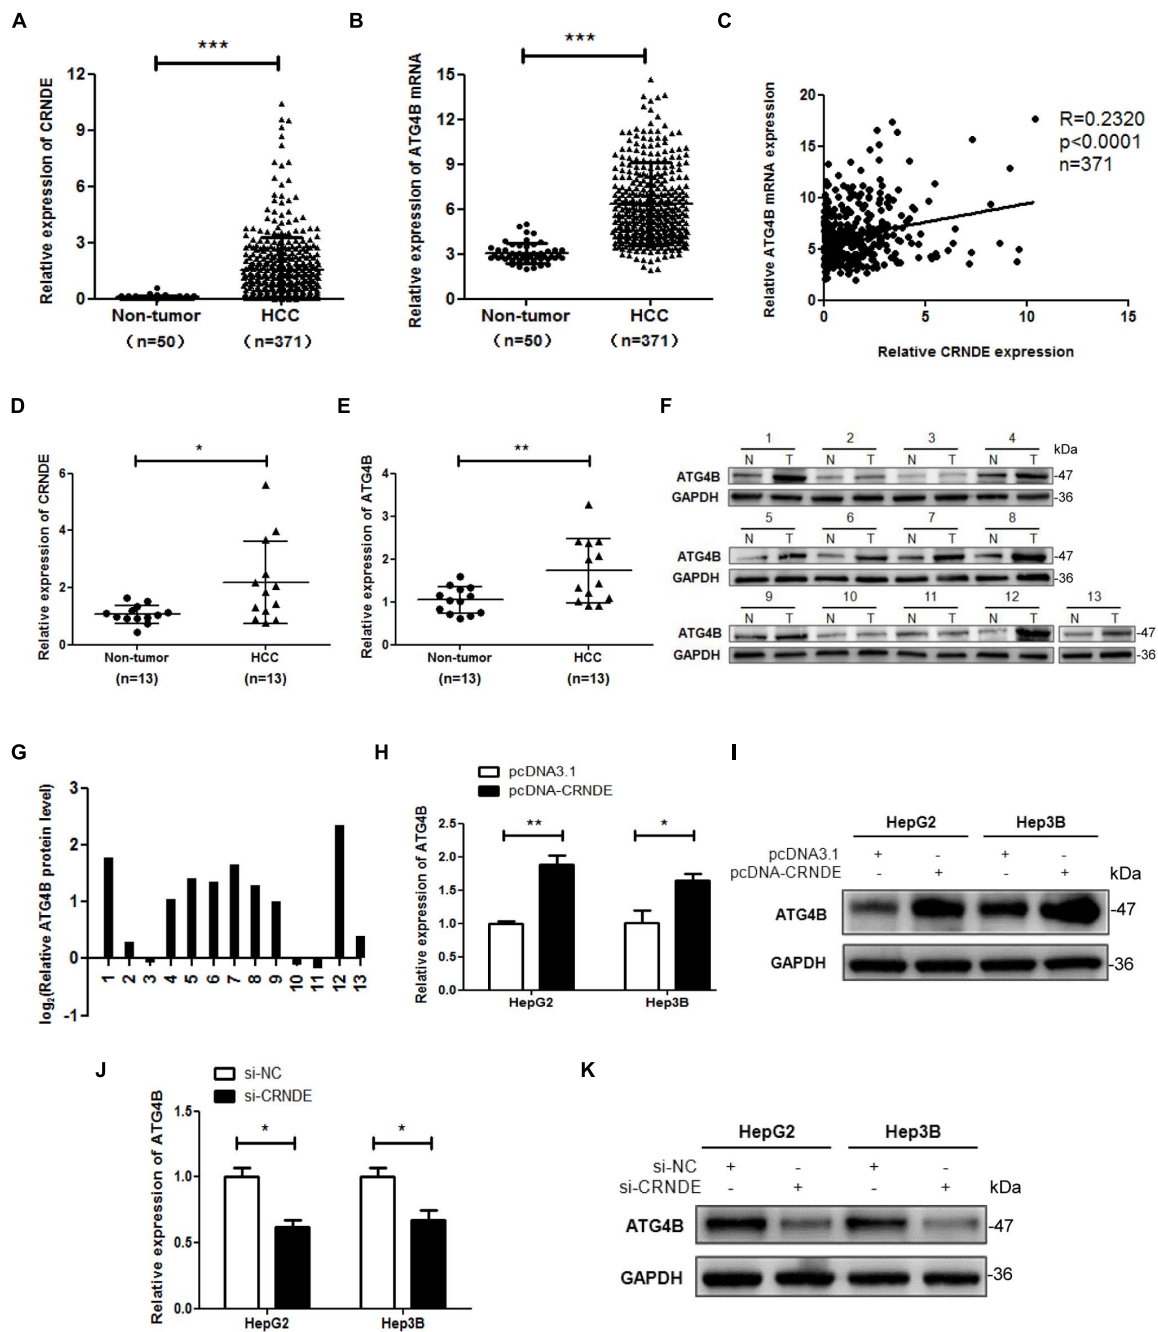 A
***
Relative expression of CRNDE
12
9
6
3
0
Non-tumor HCC
(n=50) (n=371)
B
***
Relative expression of ATG4B mRNA
15
12
9
6
3
0
Non-tumor HCC
(n=50) (n=371)
C
Relative ATG4B mRNA expression
20
15
10
5
0
0 5 10 15
Relative CRNDE expression
R=0.2320
p<0.0001
n=371
D
*
Relative expression of CRNDE
6
4
2
0
Non-tumor HCC
(n=13) (n=13)
E
**
Relative expression of ATG4B
4
3
2
1
0
Non-tumor HCC
(n=13) (n=13)
F
1 2 3 4 kDa
N T N T N T N T
ATG4B -47
GAPDH -36
5 6 7 8
N T N T N T N T
ATG4B -47
GAPDH -36
9 10 11 12 13
N T N T N T N T N T
ATG4B -47
GAPDH -36
G
log2(Relative ATG4B protein level)
3
2
1
0
-1
1 2 3 4 5 6 7 8 9 10 11 12 13
H
pcDNA3.1
pcDNA-CRNDE
** *
Relative expression of ATG4B
2.5
2.0
1.5
1.0
0.5
0.0
HepG2 Hep3B
I
HepG2 Hep3B
pcDNA3.1 + - + -
pcDNA-CRNDE - + - + kDa
ATG4B -47
GAPDH -36
J
si-NC
si-CRNDE
* *
Relative expression of ATG4B
1.5
1.0
0.5
0.0
HepG2 Hep3B
K
HepG2 Hep3B
si-NC + - + -
si-CRNDE - + - + kDa
ATG4B -47
GAPDH -36